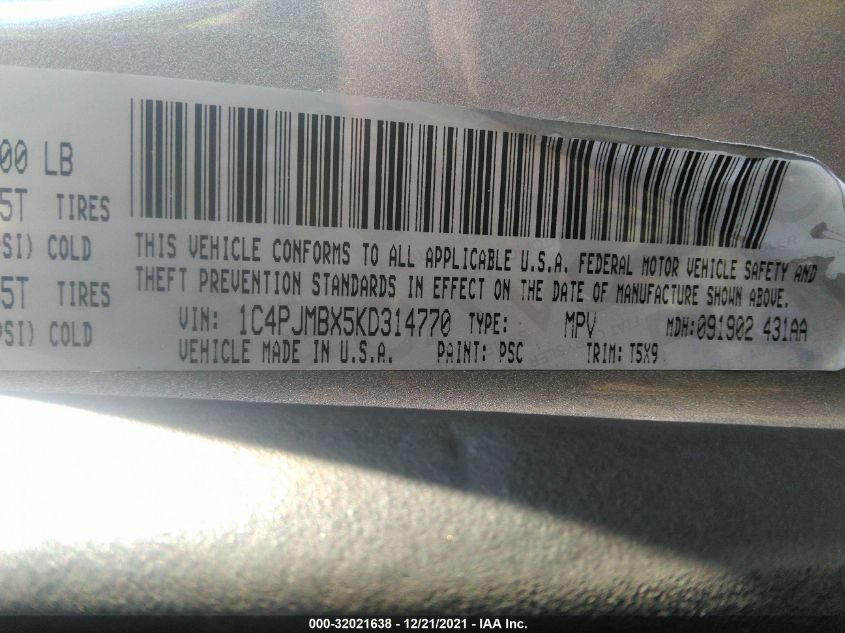 00 LB
5T TIRES
SI) COLD
5T TIRES
SI) COLD
THIS VEHICLE CONFORMS TO ALL APPLICABLE U.S.A. FEDERAL MOTOR VEHICLE SAFETY AND
THEFT PREVENTION STANDARDS IN EFFECT ON THE DATE OF MANUFACTURE SHOWN ABOVE.
VIN: 1C4PJMBX5KD314770 TYPE: MPV MDH:091902 431AA
VEHICLE MADE IN U.S.A. PAINT: PSC TRIM: T5X9
000-32021638 - 12/21/2021 - IAA Inc.